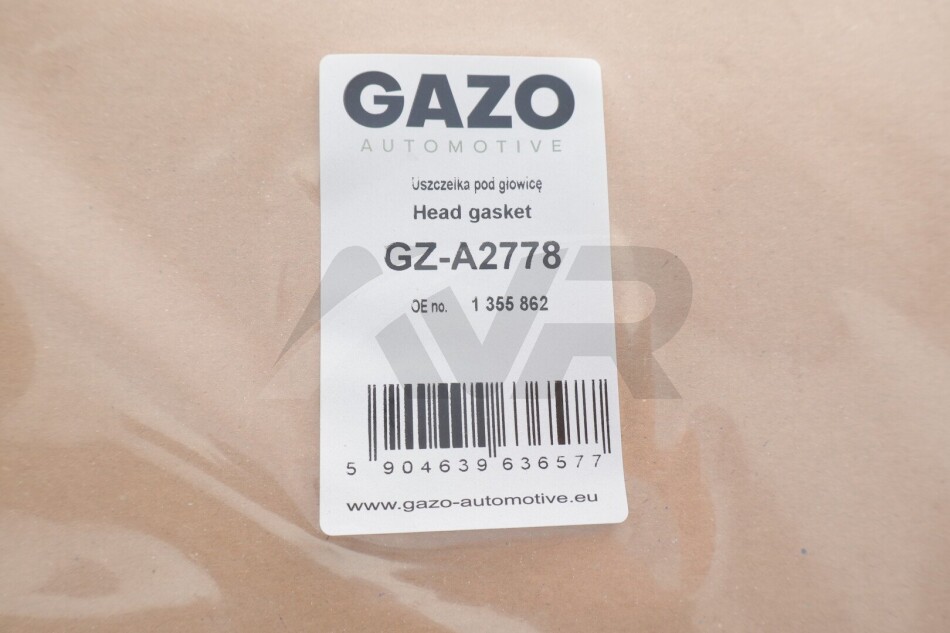 GAZO
AUTOMOTIVE
Uszczelka pod głowicę
Head gasket
GZ-A2778
OE no. 1 355 862
AVR
5 904639 636577
www.gazo-automotive.eu